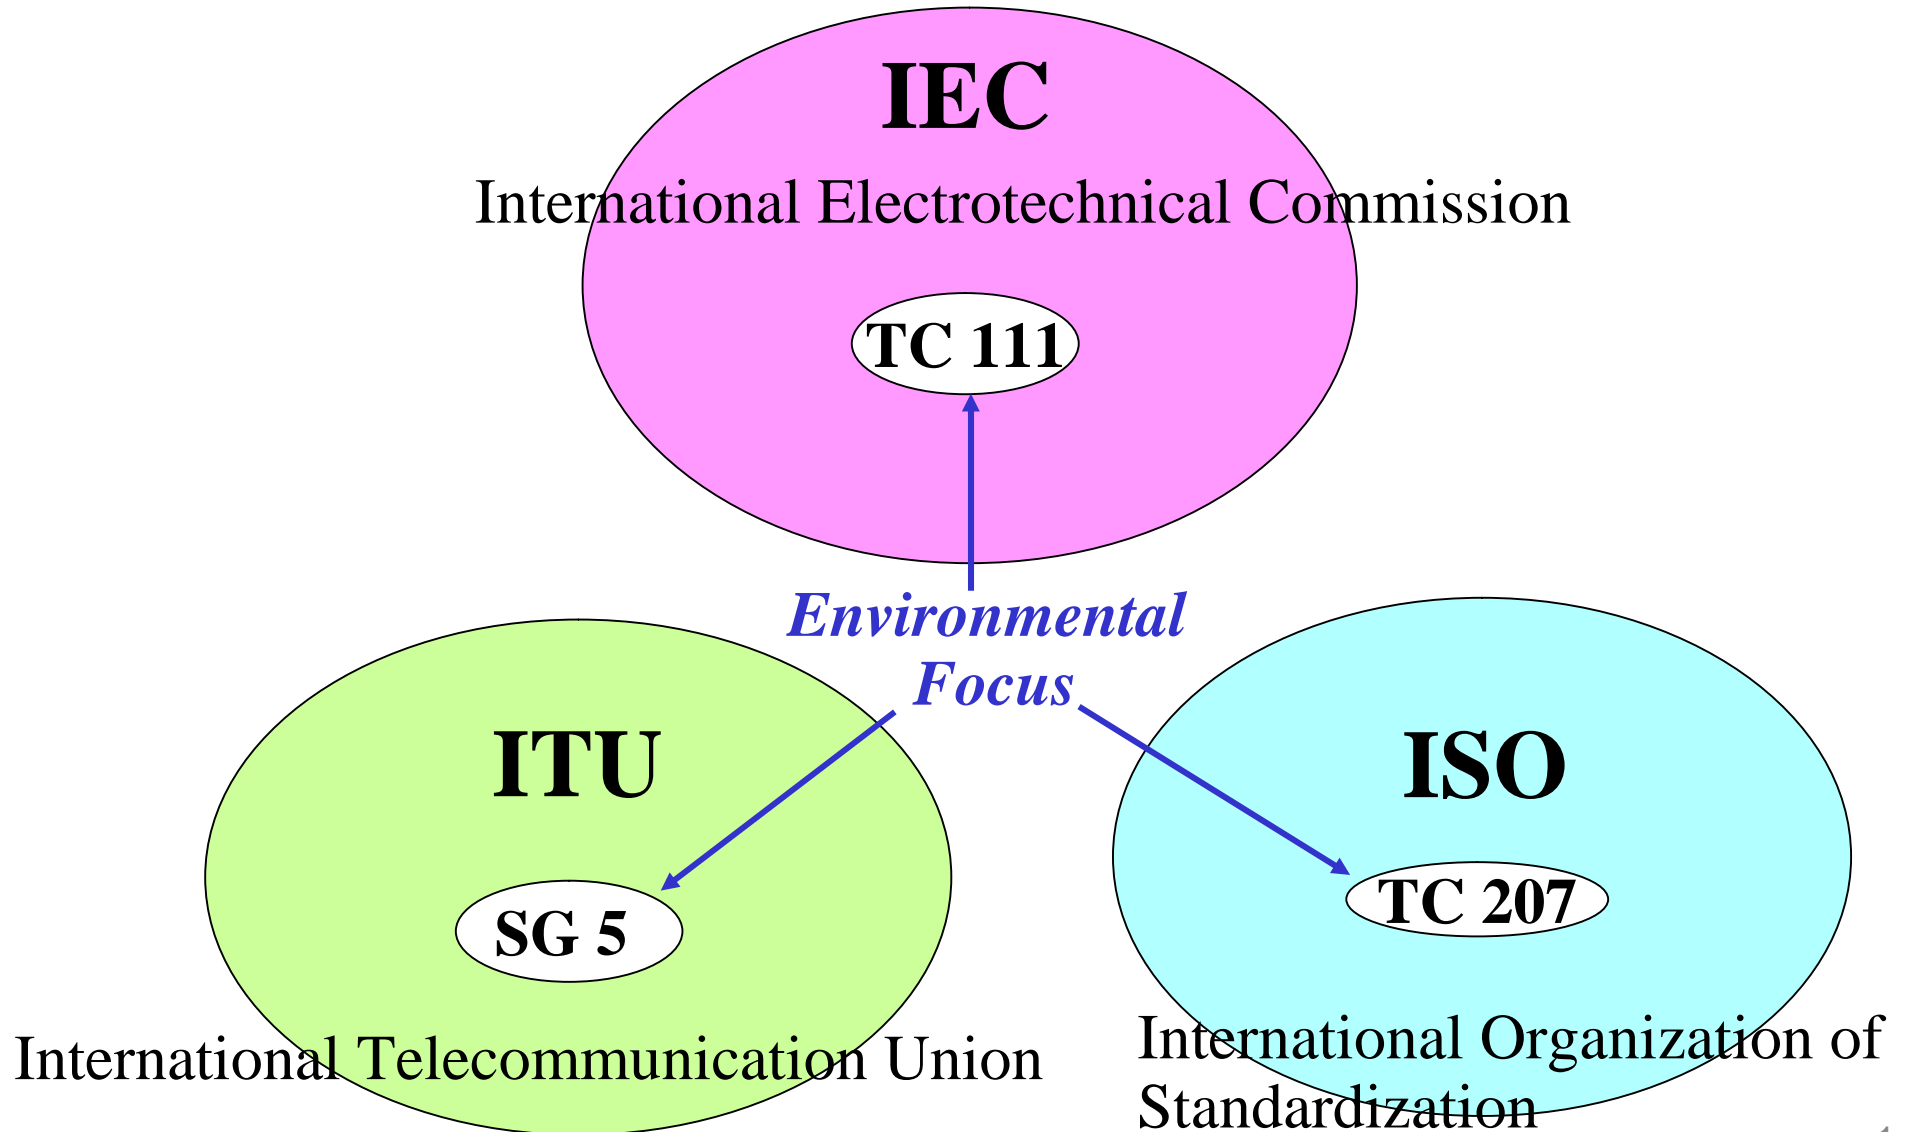 IEC
International Electrotechnical Commission
TC 111
Environmental
Focus
ITU
SG 5
International Telecommunication Union
ISO
TC 207
International Organization of
Standardization